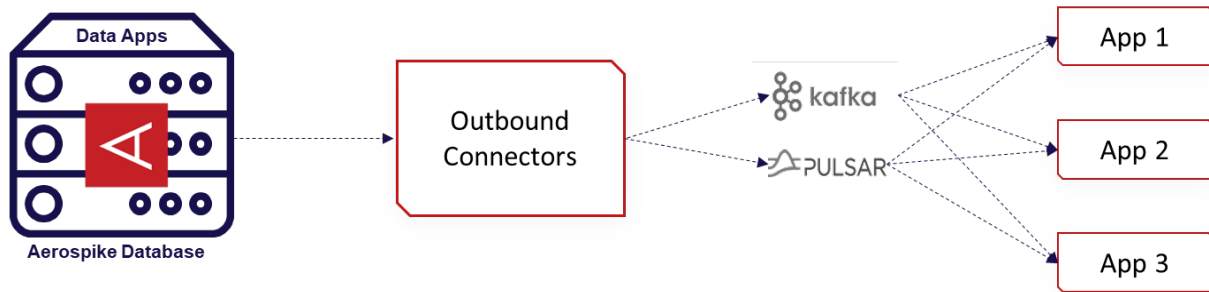 Data Apps
A
Aerospike Database
Outbound
Connectors
kafka
PULSAR
App 1
App 2
App 3